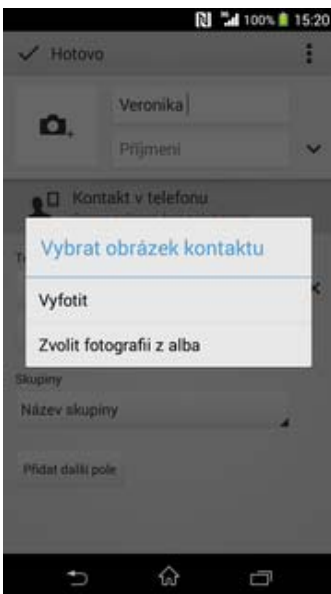 100% 15:20
Hotovo
Veronika
Příjmení
Kontakt v telefonu
Vybrat obrázek kontaktu
Vyfotit
Zvolit fotografii z alba
Skupiny
Název skupiny
Přidat další pole